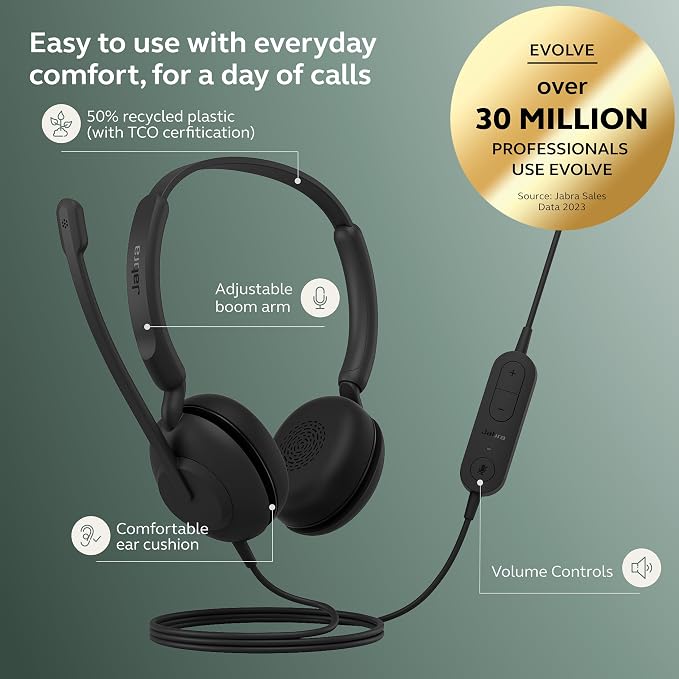 Easy to use with everyday
comfort, for a day of calls
EVOLVE
over
30 MILLION
PROFESSIONALS
USE EVOLVE
Source: Jabra Sales
Data 2023
50% recycled plastic
(with TCO cerfitication)
Jabra
Adjustable
boom arm
+
−
Jabra
Comfortable
ear cushion
Volume Controls